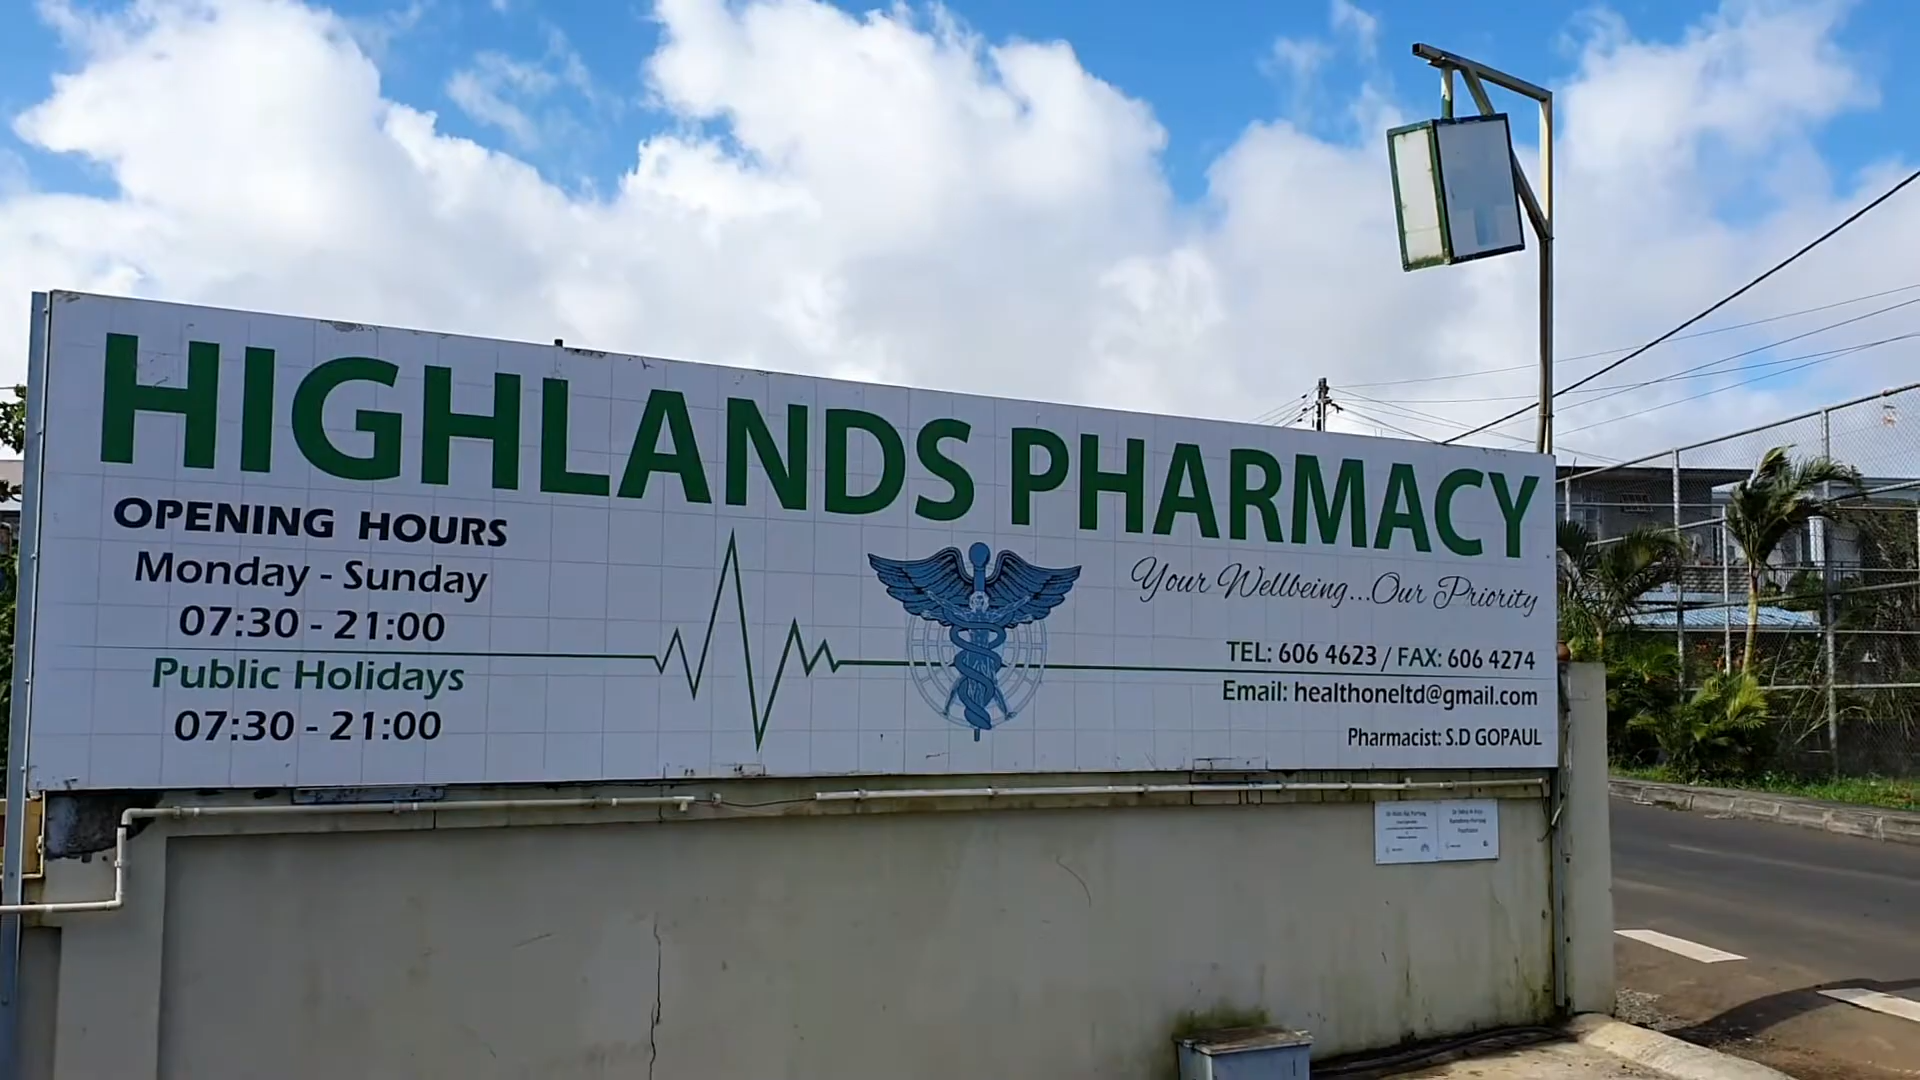 HIGHLANDS PHARMACY
OPENING HOURS
Monday - Sunday
07:30 - 21:00
Public Holidays
07:30 - 21:00
Your Wellbeing...Our Priority
TEL: 606 4623 / FAX: 606 4274
Email: healthoneltd@gmail.com
Pharmacist: S.D GOPAUL